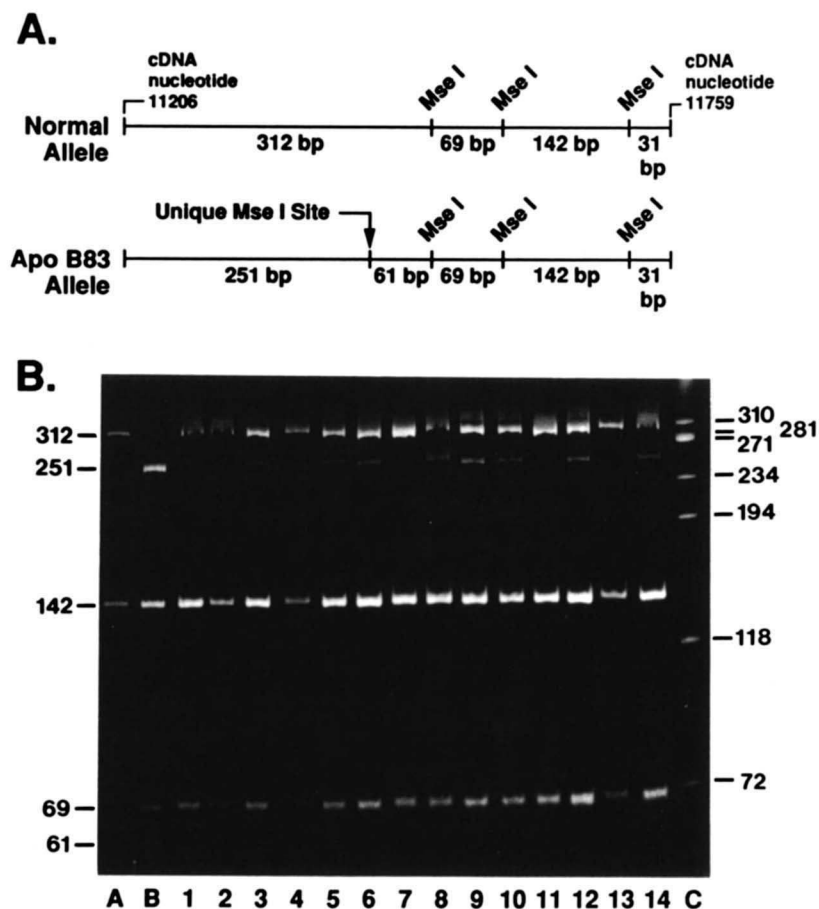 A.
cDNA
nucleotide
11206
Mse I
Mse I
Mse I
cDNA
nucleotide
11759
Normal
Allele
312 bp
69 bp
142 bp
31
bp
Unique Mse I Site
Mse I
Mse I
Mse I
Apo B83
Allele
251 bp
61 bp
69 bp
142 bp
31
bp
B.
312
251
142
69
61
310
281
271
234
194
118
72
A B 1 2 3 4 5 6 7 8 9 10 11 12 13 14 C